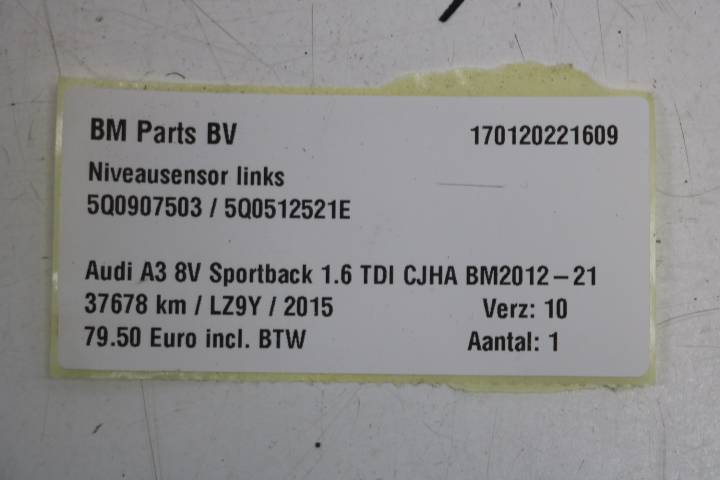 BM Parts BV 170120221609
Niveausensor links
5Q0907503 / 5Q0512521E
Audi A3 8V Sportback 1.6 TDI CJHA BM2012-21
37678 km / LZ9Y / 2015 Verz: 10
79.50 Euro incl. BTW Aantal: 1